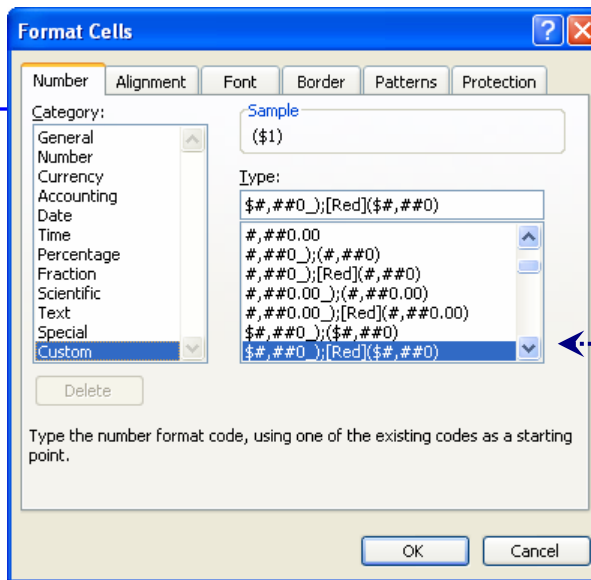 Format Cells
Number Alignment Font Border Patterns Protection
Category:
General
Number
Currency
Accounting
Date
Time
Percentage
Fraction
Scientific
Text
Special
Custom
Sample
($1)
Type:
$#,##0_);[Red]($#,##0)
#,##0.00
#,##0_);(#,##0)
#,##0_);[Red](#,##0)
#,##0.00_);(#,##0.00)
#,##0.00_);[Red](#,##0.00)
$#,##0_);($#,##0)
$#,##0_);[Red]($#,##0)
Delete
Type the number format code, using one of the existing codes as a starting
point.
OK Cancel